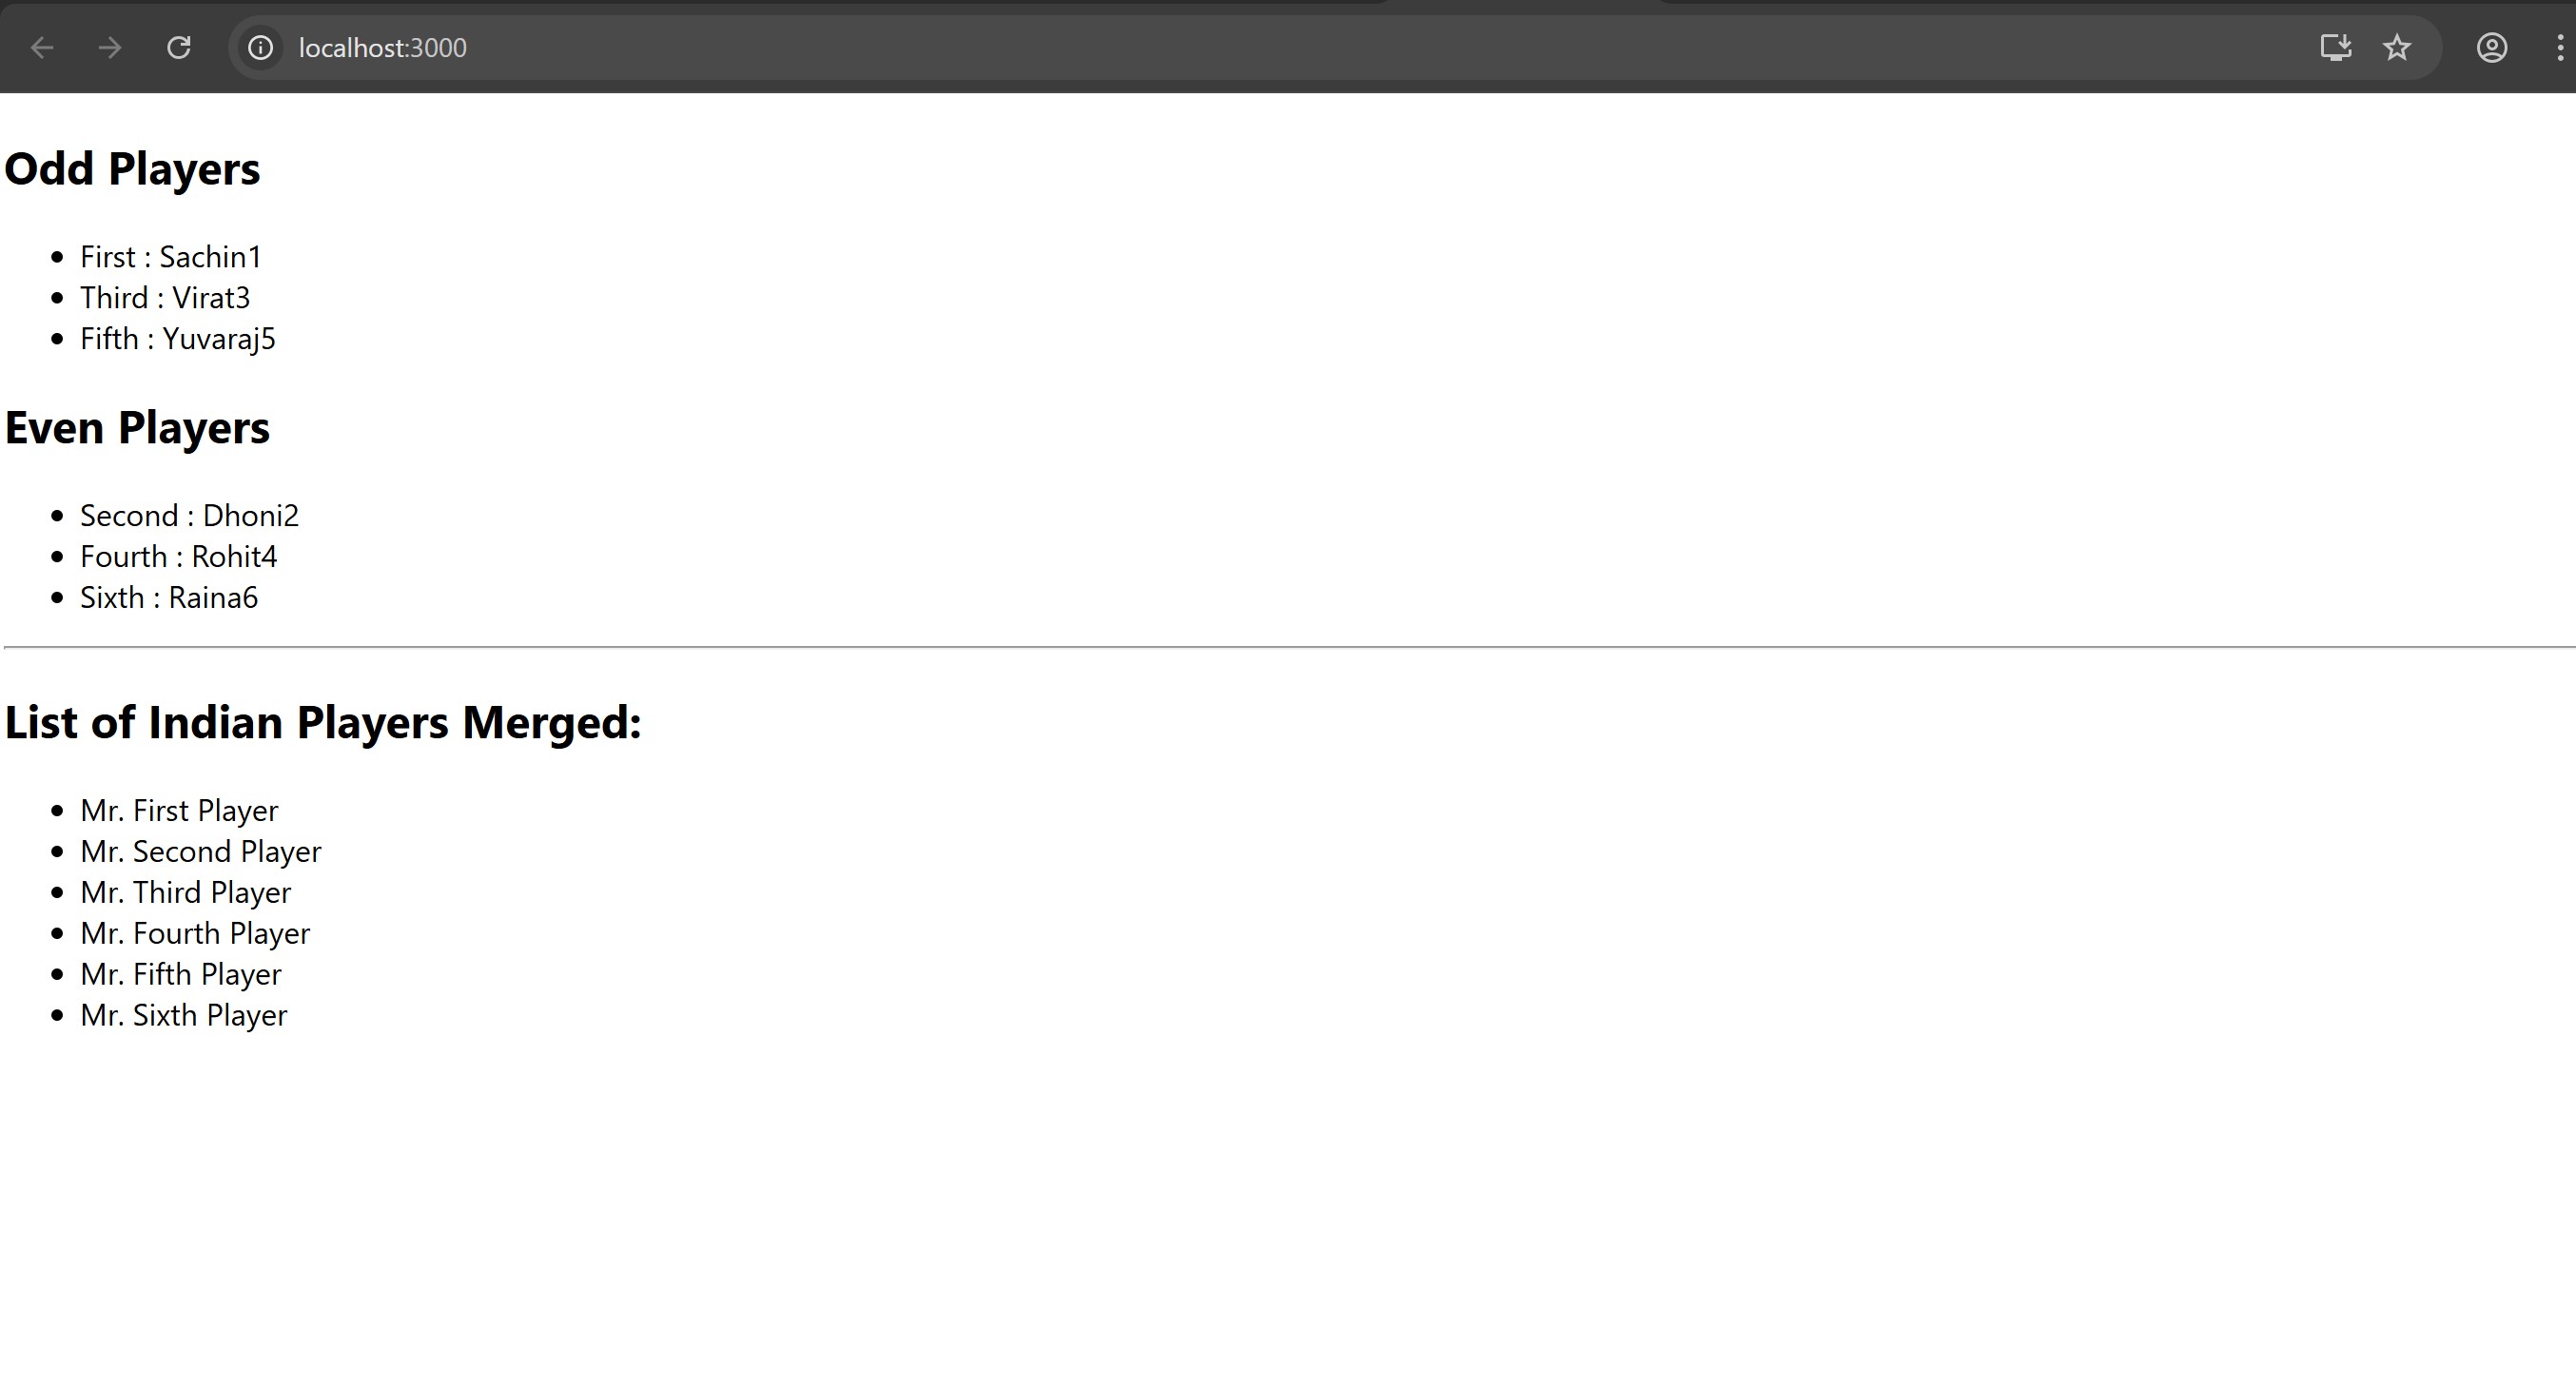 localhost:3000
Odd Players
First : Sachin1
Third : Virat3
Fifth : Yuvaraj5
Even Players
Second : Dhoni2
Fourth : Rohit4
Sixth : Raina6
List of Indian Players Merged:
Mr. First Player
Mr. Second Player
Mr. Third Player
Mr. Fourth Player
Mr. Fifth Player
Mr. Sixth Player